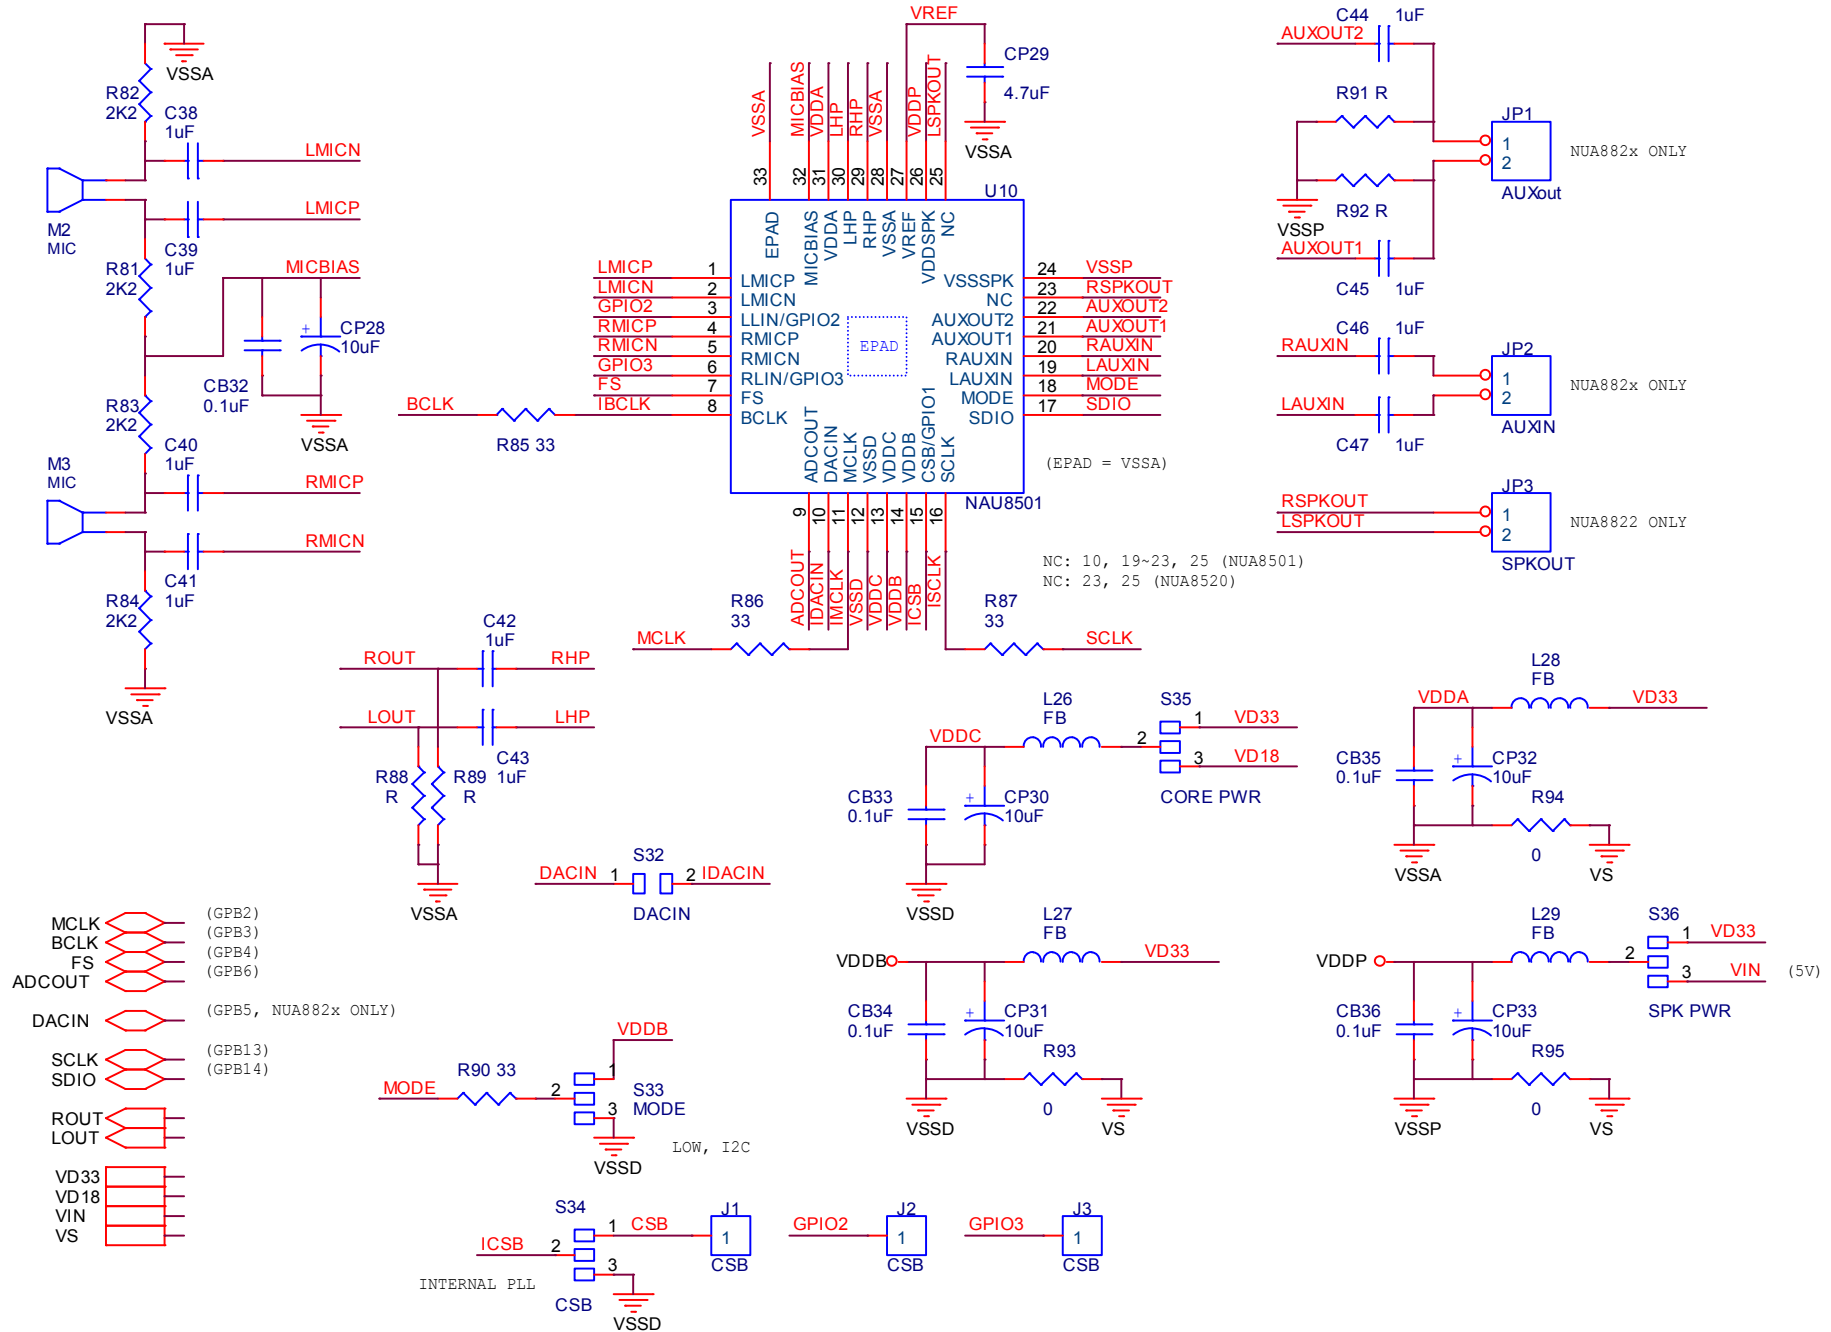 VSSA
R82
2K2
C38
1uF
LMICN
M2
MIC
LMICP
C39
1uF
R81
2K2
MICBIAS
CP28
10uF
+
CB32
0.1uF
VSSA
R83
2K2
C40
1uF
M3
MIC
RMICP
RMICN
C41
1uF
R84
2K2
VSSA
VREF
CP29
4.7uF
VSSA
VSSA
MICBIAS
VDDA
LHP
RHP
VSSA
VDDP
LSPKOUT
33
32
31
30
29
28
27
26
25
U10
EPAD
MICBIAS
VDDA
LHP
RHP
VSSA
VREF
VDDSPK
NC
LMICP 1 LMICP
LMICN 2 LMICN
GPIO2 3 LLIN/GPIO2
RMICP 4 RMICP
RMICN 5 RMICN
GPIO3 6 RLIN/GPIO3
FS 7 FS
BCLK R85 33 IBCLK 8 BCLK
EPAD
VSSSPK 24 VSSP
NC 23 RSPKOUT
AUXOUT2 22 AUXOUT2
AUXOUT1 21 AUXOUT1
RAUXIN 20 RAUXIN
LAUXIN 19 LAUXIN
MODE 18 MODE
SDIO 17 SDIO
ADCOUT
DACIN
MCLK
VSSD
VDDC
VDDB
CSB/GPIO1
SCLK
(EPAD = VSSA)
NAU8501
9
10
11
12
13
14
15
16
ADCOUT
IDACIN
IMCLK
VSSD
VDDC
VDDB
ICSB
ISCLK
NC: 10, 19~23, 25 (NUA8501)
NC: 23, 25 (NUA8520)
R86
33
MCLK
R87
33
SCLK
C44 1uF
AUXOUT2
R91 R
JP1
1
2
AUXout
NUA882x ONLY
R92 R
VSSP
AUXOUT1
C45 1uF
C46 1uF
RAUXIN
JP2
1
2
AUXIN
NUA882x ONLY
LAUXIN
C47 1uF
JP3
RSPKOUT
LSPKOUT
1
2
SPKOUT
NUA8822 ONLY
C42
1uF
ROUT RHP
LOUT LHP
C43
1uF
R88
R
R89
R
VSSA
S32
DACIN 1 2 IDACIN
DACIN
L26
FB
S35
VDDC
1 VD33
2
3 VD18
CORE PWR
CB33
0.1uF
+
CP30
10uF
VSSD
L28
FB
VDDA VD33
CB35
0.1uF
+
CP32
10uF
R94
0
VSSA VS
L27
FB
VDDB VD33
CB34
0.1uF
+
CP31
10uF
R93
0
VSSD VS
L29
FB
S36
VDDP
1 VD33
2
3 VIN (5V)
SPK PWR
CB36
0.1uF
+
CP33
10uF
R95
0
VSSP VS
MCLK (GPB2)
BCLK (GPB3)
FS (GPB4)
ADCOUT (GPB6)
DACIN (GPB5, NUA882x ONLY)
SCLK (GPB13)
SDIO (GPB14)
ROUT
LOUT
VD33
VD18
VIN
VS
VDDB
MODE R90 33
1
2
3
S33
MODE
VSSD
LOW, I2C
S34
ICSB
1 CSB
2
3
INTERNAL PLL
CSB
VSSD
J1
1
CSB
GPIO2
J2
1
CSB
GPIO3
J3
1
CSB